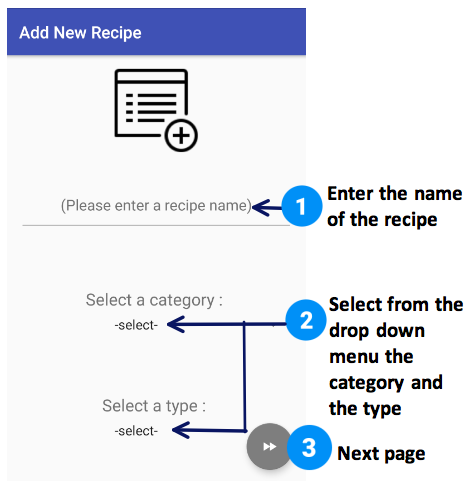 Add New Recipe
(Please enter a recipe name)
1
Enter the name
of the recipe
Select a category :
-select-
2
Select from the
drop down
menu the
category and
the type
Select a type :
-select-
3
Next page